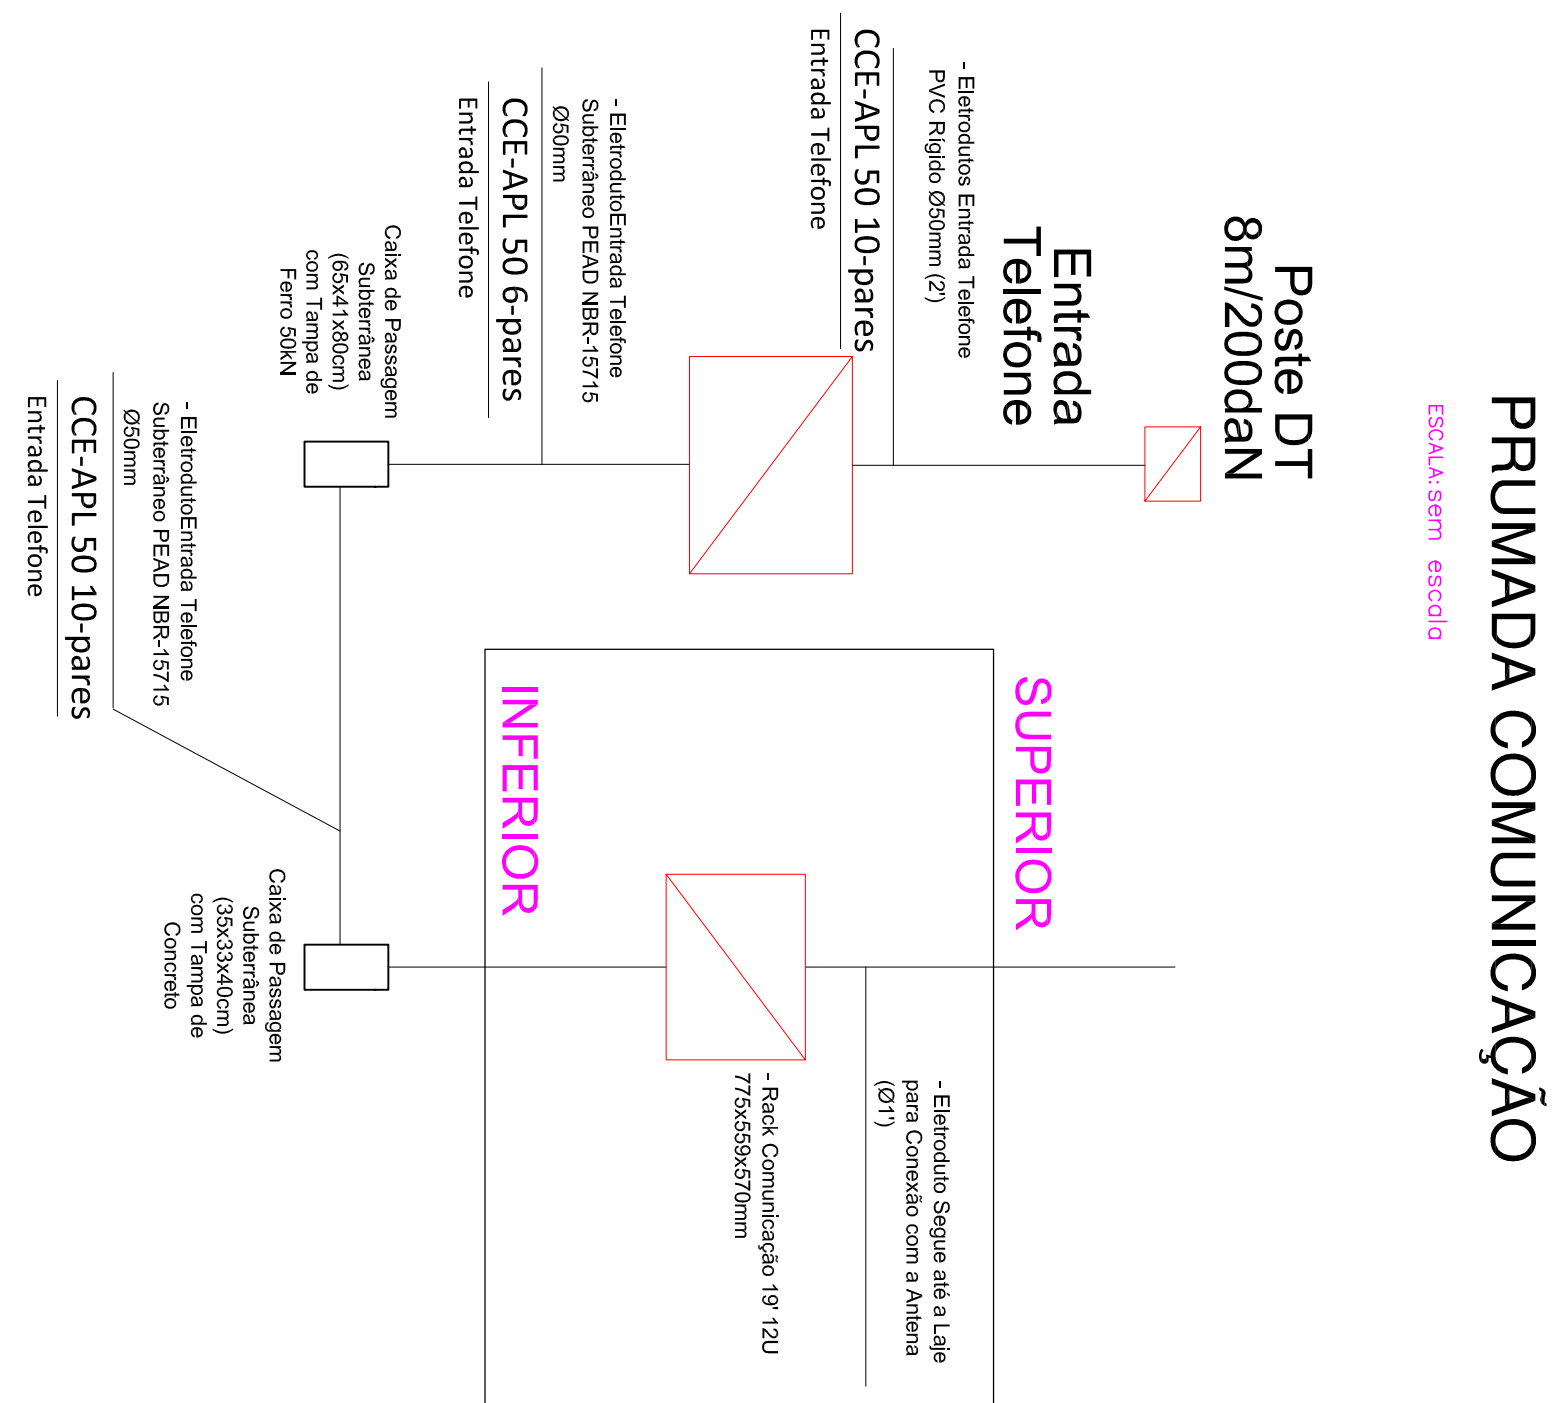 PRUMADA COMUNICAÇÃO
ESCALA: sem escala
Poste DT
8m/200daN
Entrada
Telefone
- Eletrodutos Entrada Telefone
PVC Rígido Ø50mm (2')
CCE-APL 50 10-pares
Entrada Telefone
- EletrodutoEntrada Telefone
Subterrâneo PEAD NBR-15715
Ø50mm
CCE-APL 50 6-pares
Entrada Telefone
Caixa de Passagem
Subterrânea
(65x41x80cm)
com Tampa de
Ferro 50kN
- EletrodutoEntrada Telefone
Subterrâneo PEAD NBR-15715
Ø50mm
CCE-APL 50 10-pares
Entrada Telefone
SUPERIOR
INFERIOR
Caixa de Passagem
Subterrânea
(35x33x40cm)
com Tampa de
Concreto
- Eletroduto Segue até a Laje
para Conexão com a Antena
(Ø1')
- Rack Comunicação 19' 12U
775x559x570mm